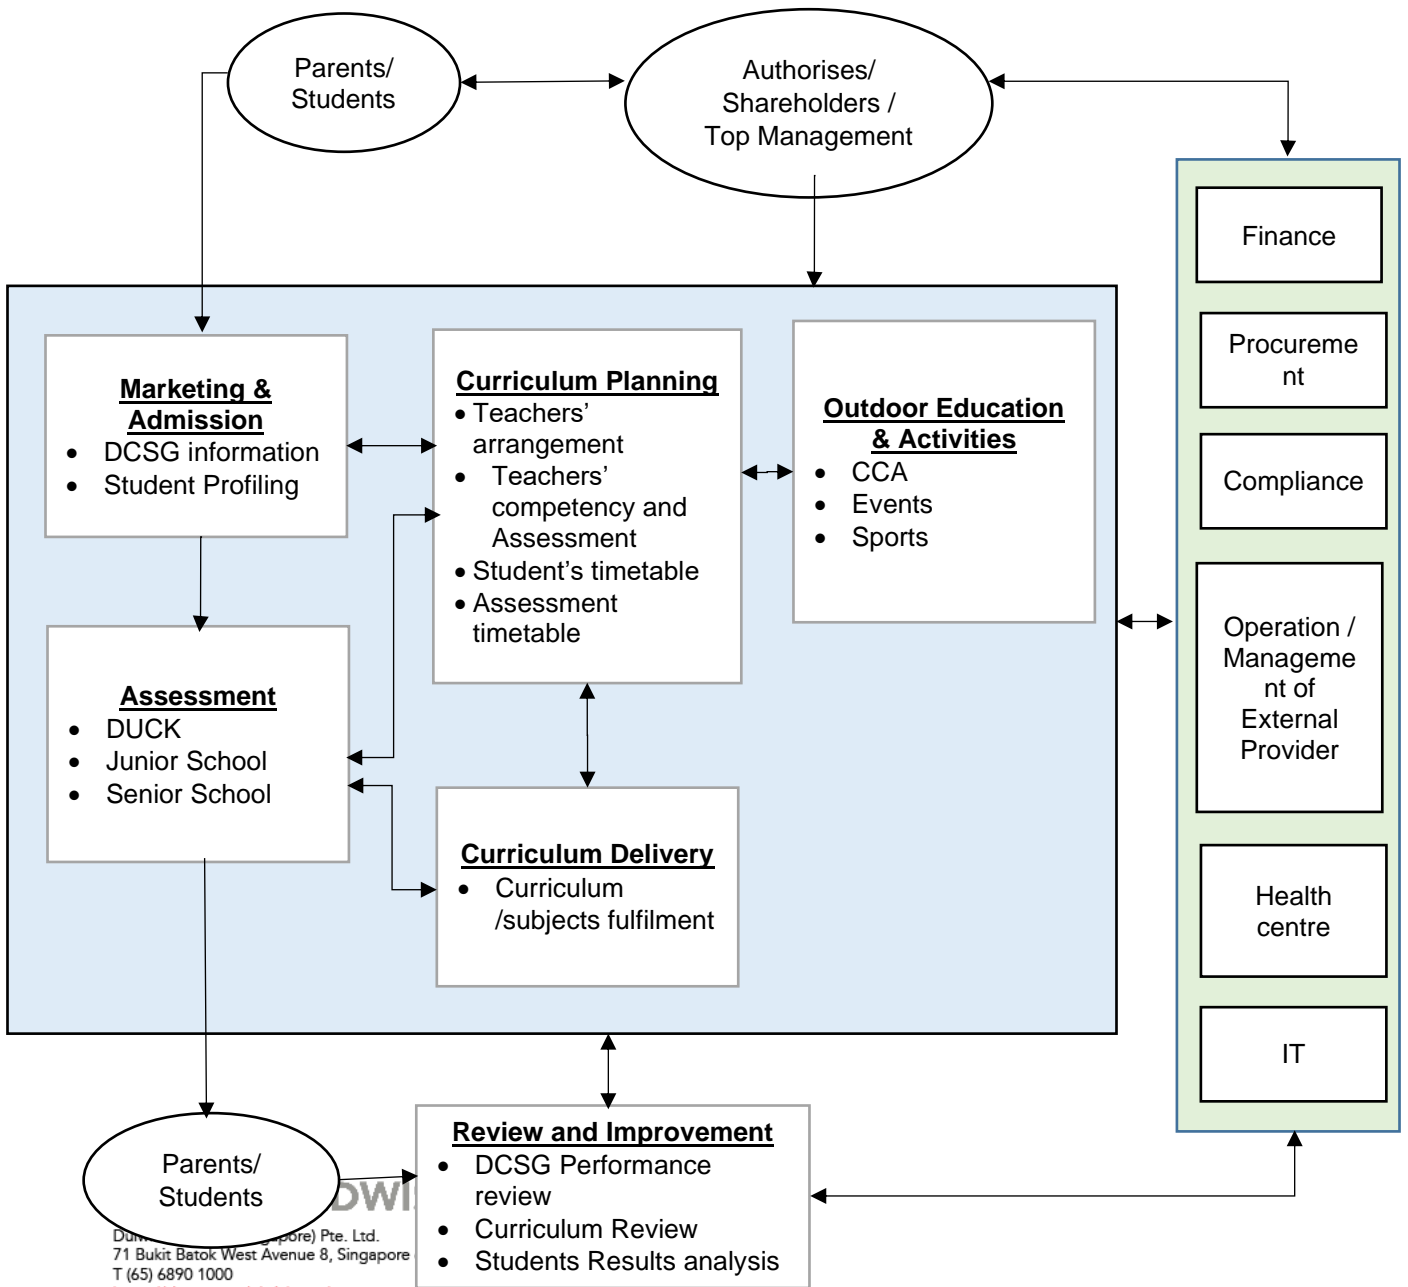 Parents/
Students
Authorises/
Shareholders /
Top Management
Finance
Procureme
nt
Compliance
Operation /
Manageme
nt of
External
Provider
Health
centre
IT
Marketing &
Admission
• DCSG information
• Student Profiling
Curriculum Planning
• Teachers'
arrangement
• Teachers'
competency and
Assessment
• Student's timetable
• Assessment
timetable
Outdoor Education
& Activities
• CCA
• Events
• Sports
Assessment
• DUCK
• Junior School
• Senior School
Curriculum Delivery
• Curriculum
/subjects fulfilment
Parents/
Students
Review and Improvement
• DCSG Performance
review
• Curriculum Review
• Students Results analysis
Pte. Ltd.
71 Bukit Batok West Avenue 8, Singapore
T (65) 6890 1000